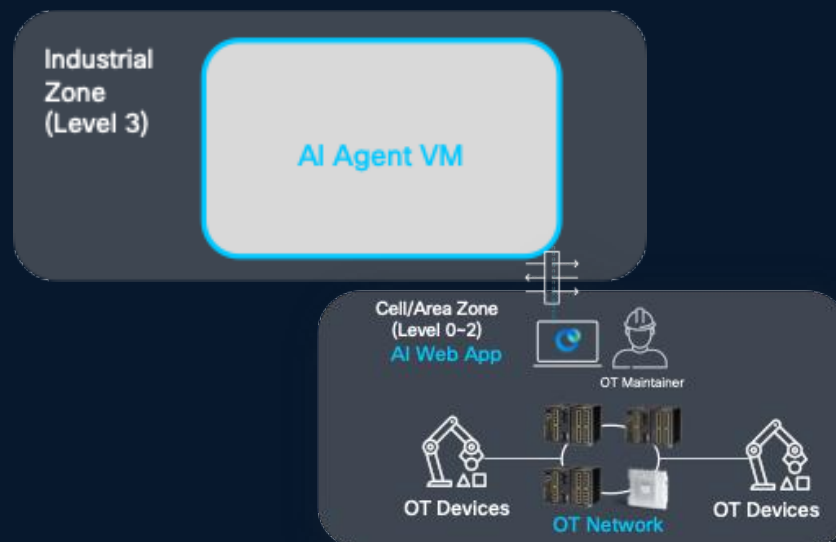 Industrial
Zone
(Level 3)
AI Agent VM
Cell/Area Zone
(Level 0~2)
AI Web App
OT Maintainer
OT Devices
OT Network
OT Devices